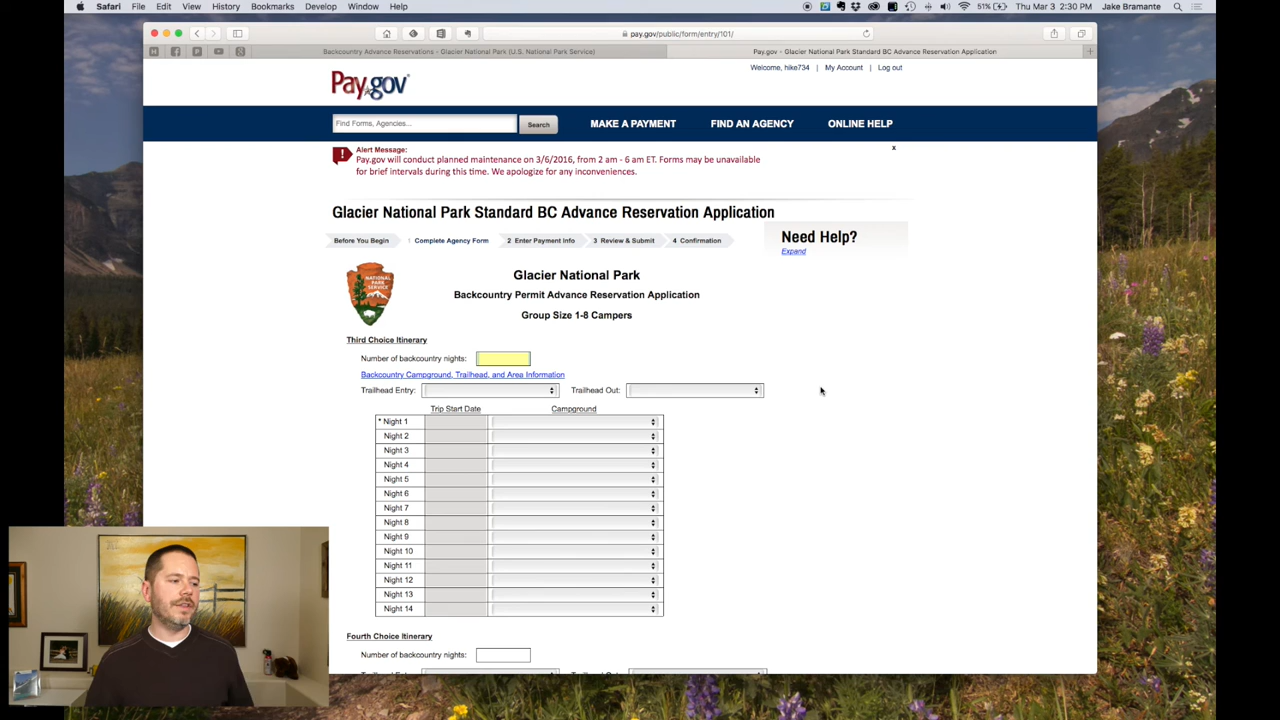 Safari File Edit View History Bookmarks Develop Window Help
51% Thu Mar 3 2:30 PM Jake Bramante
pay.gov/public/form/entry/101/
Backcountry Advance Reservations - Glacier National Park (U.S. National Park Service)
Pay.gov - Glacier National Park Standard BC Advance Reservation Application
Welcome, hike734 | My Account | Log out
Pay.gov
Find Forms, Agencies... Search MAKE A PAYMENT FIND AN AGENCY ONLINE HELP
Alert Message: x
Pay.gov will conduct planned maintenance on 3/6/2016, from 2 am - 6 am ET. Forms may be unavailable
for brief intervals during this time. We apologize for any inconveniences.
Glacier National Park Standard BC Advance Reservation Application
Before You Begin 1 Complete Agency Form 2 Enter Payment Info 3 Review & Submit 4 Confirmation
Need Help?
Expand
NATIONAL
PARK
SERVICE
Glacier National Park
Backcountry Permit Advance Reservation Application
Group Size 1-8 Campers
Third Choice Itinerary
Number of backcountry nights:
Backcountry Campground, Trailhead, and Area Information
Trailhead Entry: Trailhead Out:
Trip Start Date Campground
* Night 1
Night 2
Night 3
Night 4
Night 5
Night 6
Night 7
Night 8
Night 9
Night 10
Night 11
Night 12
Night 13
Night 14
Fourth Choice Itinerary
Number of backcountry nights: